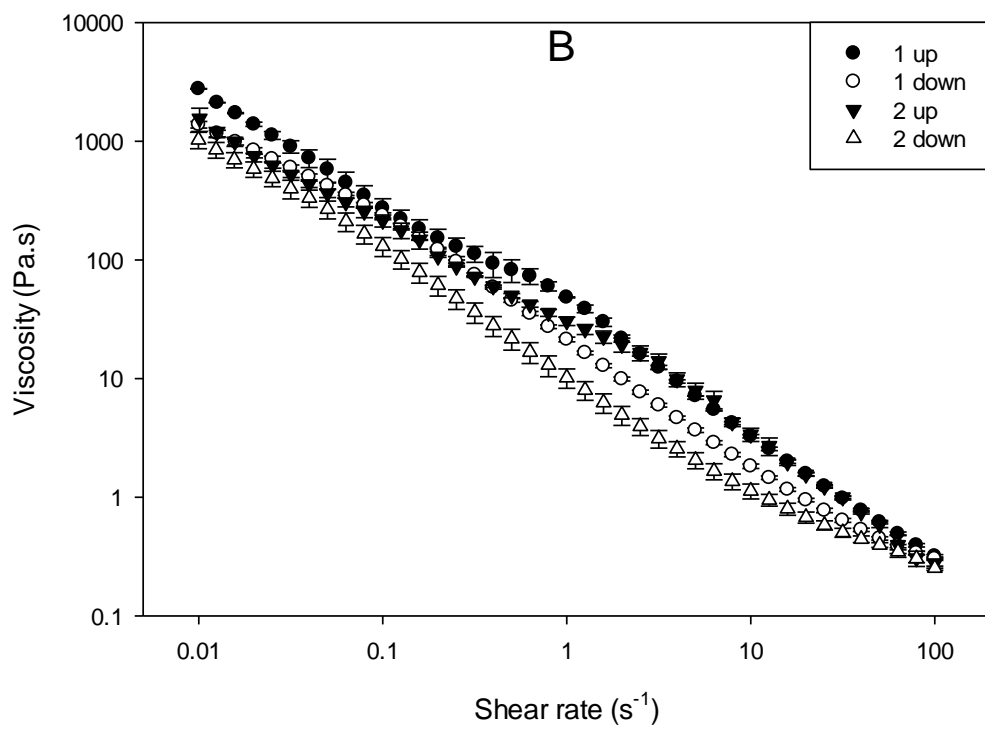 B
1 up
1 down
2 up
2 down
10000
1000
100
10
1
0.1
Viscosity (Pa.s)
0.01 0.1 1 10 100
Shear rate (s⁻¹)